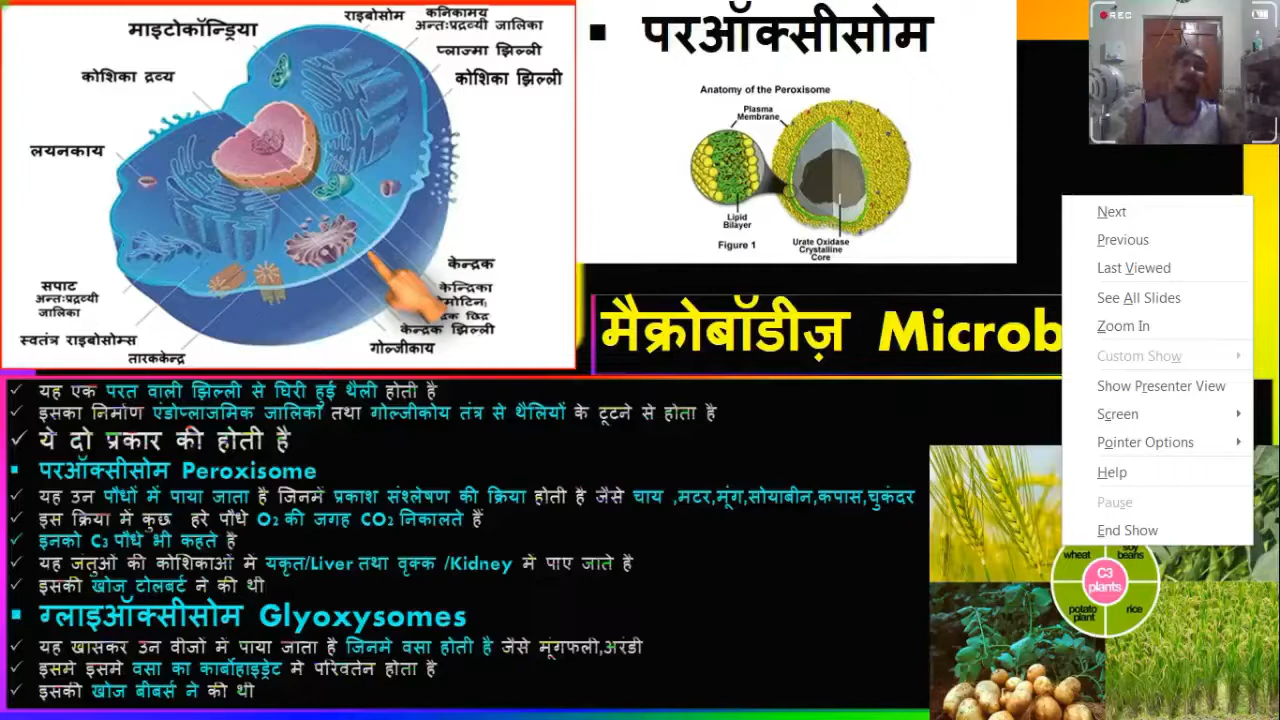 माइटोकॉन्ड्रिया
राइबोसोम
कनिकामय
अन्तःप्रद्रव्यी जालिका
प्लाज्मा झिल्ली
कोशिका झिल्ली
कोशिका द्रव्य
लयनकाय
सपाट
अन्तःप्रद्रव्यी
जालिका
स्वतंत्र राइबोसोम्स
तारककेन्द्र
केन्द्रक
केन्द्रिका
केन्द्रक झिल्ली
गोल्जीकाय
▪ परऑक्सीसोम
Anatomy of the Peroxisome
Plasma
Membrane
Lipid
Bilayer
Figure 1
Urate Oxidase
Crystalline
Core
REC
मैक्रोबॉडीज़ Microb
✓ यह एक परत वाली झिल्ली से घिरी हुई थैली होती है
✓ इसका निर्माण एंडोप्लाजमिक जालिका तथा गोल्जीकोय तंत्र से थैलियों के टूटने से होता है
✓ ये दो प्रकार की होती है
▪ परऑक्सीसोम Peroxisome
✓ यह उन पौधों में पाया जाता है जिनमें प्रकाश संश्लेषण की क्रिया होती है जैसे चाय ,मटर,मूंग,सोयाबीन,कपास,चुकंदर
✓ इस क्रिया में कुछ हरे पौधे O₂ की जगह CO₂ निकालते हैं
✓ इनको C₃ पौधे भी कहते है
✓ यह जंतुओं की कोशिकाओं मे यकृत/Liver तथा वृक्क /Kidney में पाए जाते है
✓ इसकी खोज टोलबर्ट ने की थी
▪ ग्लाइऑक्सीसोम Glyoxysomes
✓ यह खासकर उन वीजों में पाया जाता है जिनमे वसा होती है जैसे मूंगफली,अरंडी
✓ इसमे इसमे वसा का कार्बोहाइड्रेट मे परिवर्तन होता है
✓ इसकी खोज बीबर्स ने की थी
Next
Previous
Last Viewed
See All Slides
Zoom In
Custom Show
Show Presenter View
Screen
Pointer Options
Help
Pause
End Show
wheat
soy
beans
C3
plants
potato
plant
rice